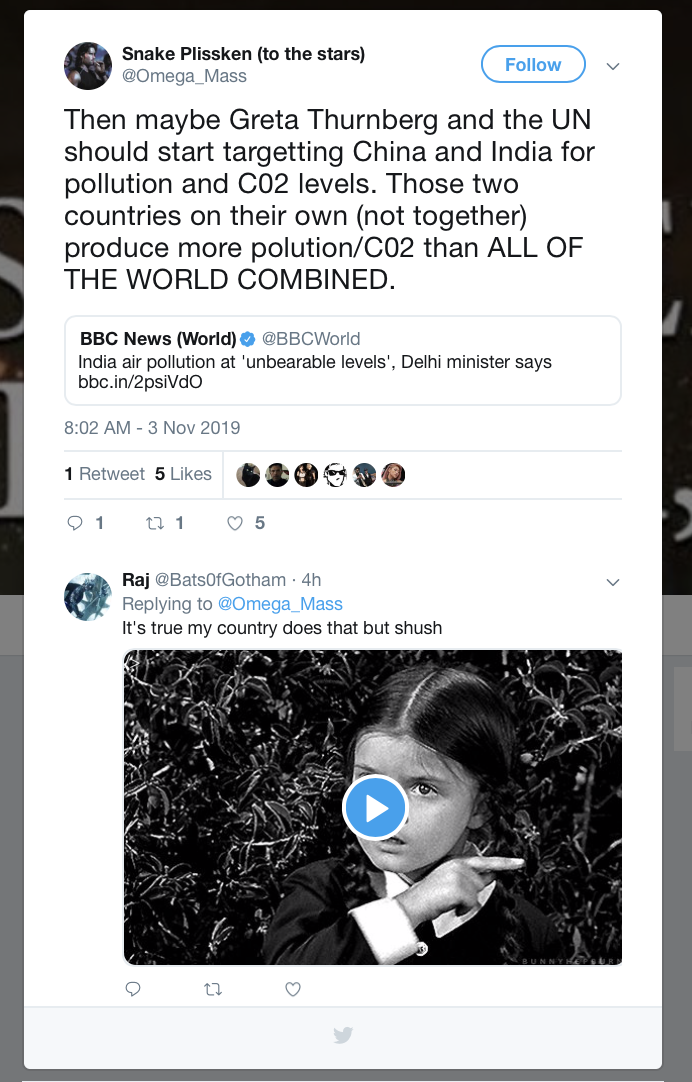 Snake Plissken (to the stars)
@Omega_Mass
Follow
Then maybe Greta Thurnberg and the UN
should start targetting China and India for
pollution and C02 levels. Those two
countries on their own (not together)
produce more polution/C02 than ALL OF
THE WORLD COMBINED.
BBC News (World) @BBCWorld
India air pollution at 'unbearable levels', Delhi minister says
bbc.in/2psiVdO
8:02 AM - 3 Nov 2019
1 Retweet 5 Likes
1 1 5
Raj @Bats0fGotham · 4h
Replying to @Omega_Mass
It's true my country does that but shush
BUNNYHEPBURN